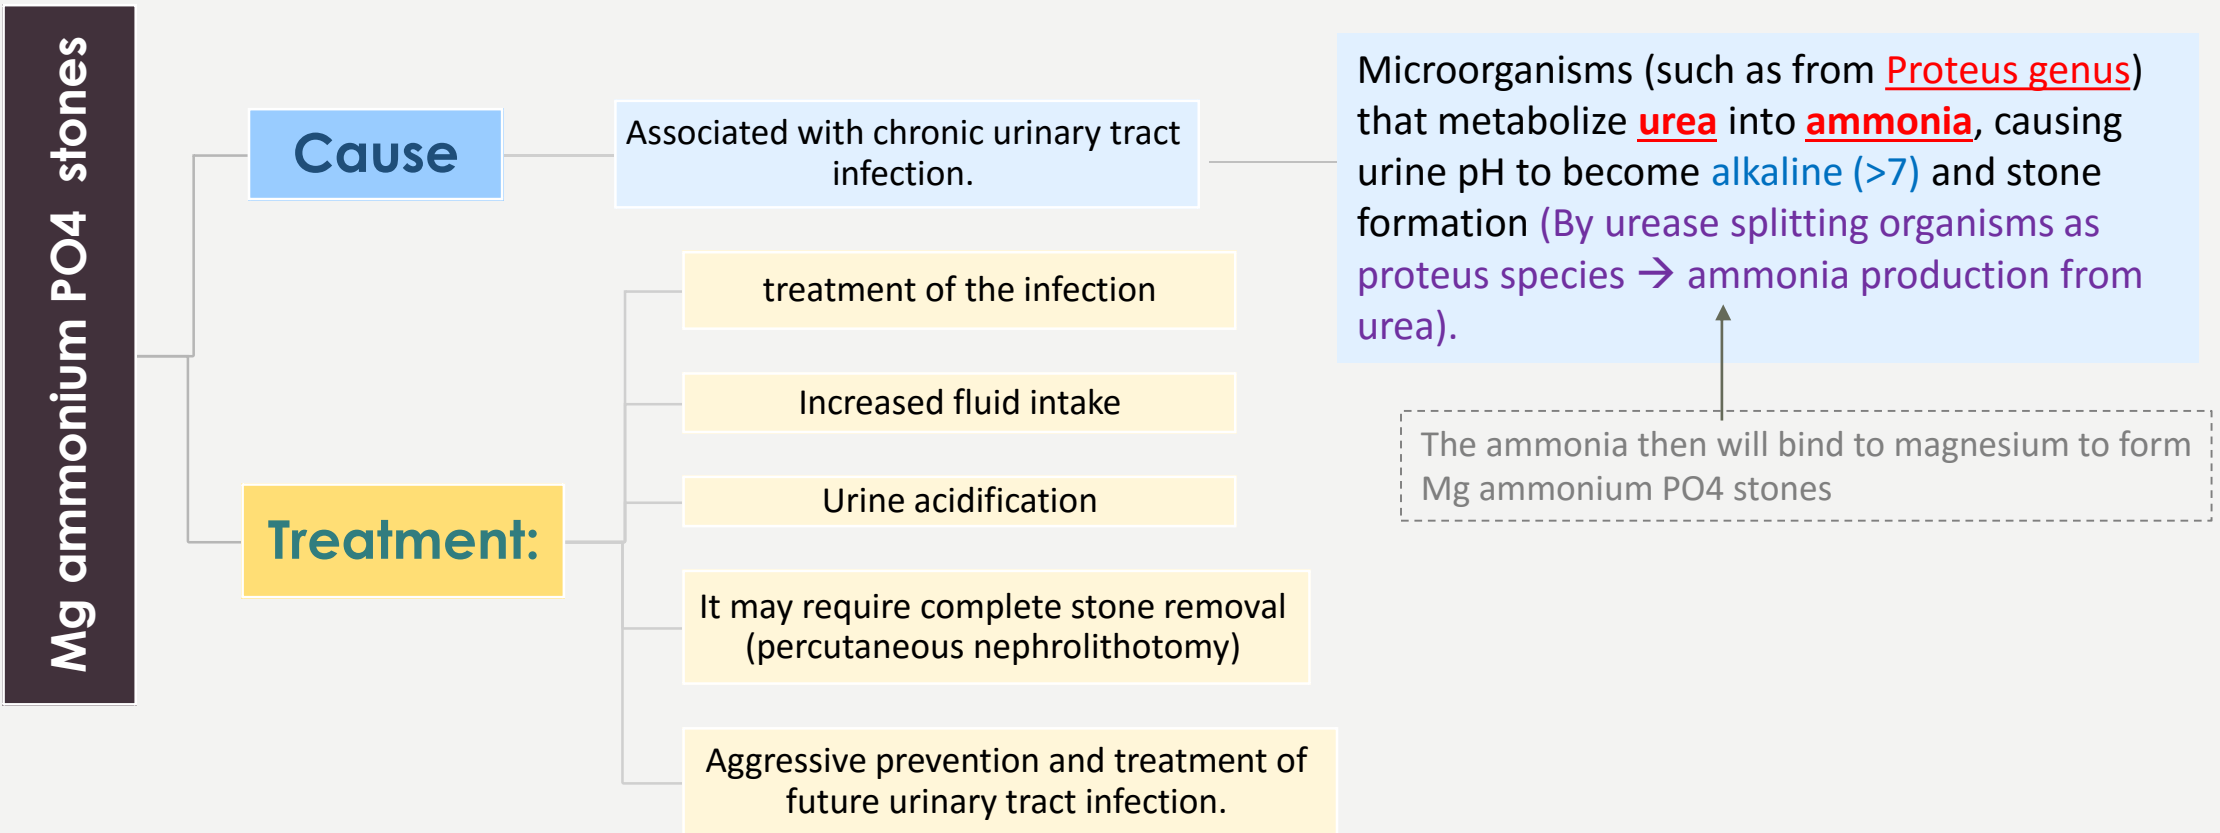 Mg ammonium PO4 stones
Cause
Associated with chronic urinary tract
infection.
Microorganisms (such as from Proteus genus)
that metabolize urea into ammonia, causing
urine pH to become alkaline (>7) and stone
formation (By urease splitting organisms as
proteus species → ammonia production from
urea).
The ammonia then will bind to magnesium to form
Mg ammonium PO4 stones
Treatment:
treatment of the infection
Increased fluid intake
Urine acidification
It may require complete stone removal
(percutaneous nephrolithotomy)
Aggressive prevention and treatment of
future urinary tract infection.